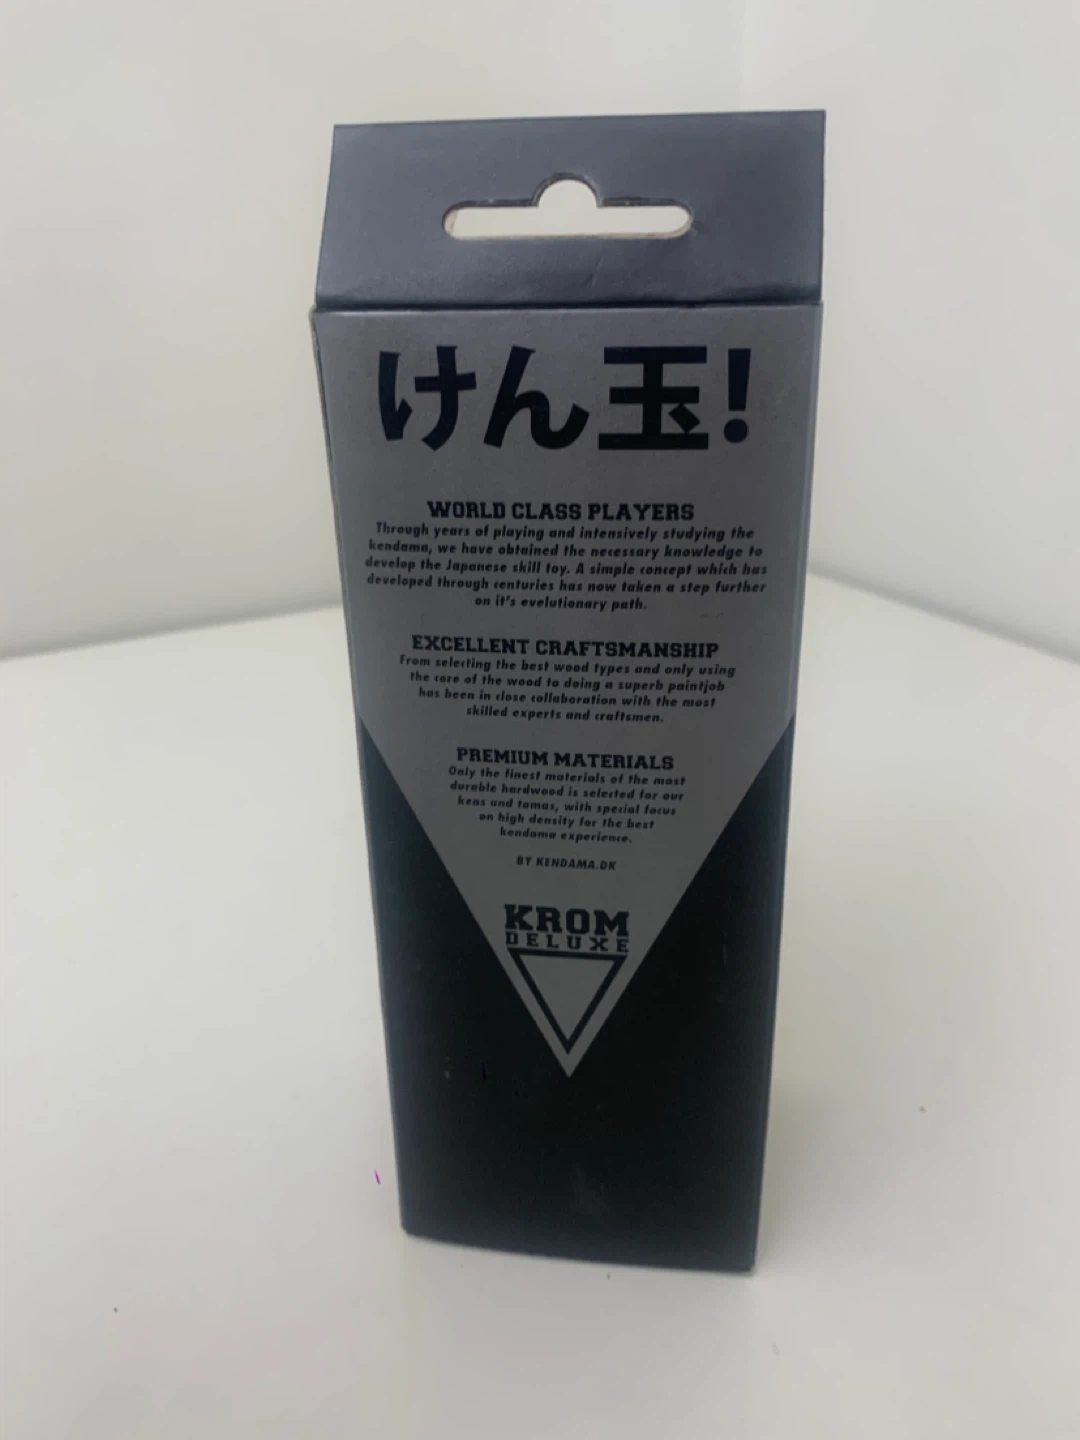 けん玉!
WORLD CLASS PLAYERS
Through years of playing and intensively studying the
kendama, we have obtained the necessary knowledge to
develop the Japanese skill toy. A simple concept which has
developed through centuries has now taken a step further
on it's evelutionary path.
EXCELLENT CRAFTSMANSHIP
From selecting the best wood types and only using
the core of the wood to doing a superb paintjob
has been in close collaboration with the most
skilled experts and craftsmen.
PREMIUM MATERIALS
Only the finest materials of the most
durable hardwood is selected for our
kens and tamas, with special focus
on high density for the best
kendama experience.
BY KENDAMA.DK
KROM
DELUXE